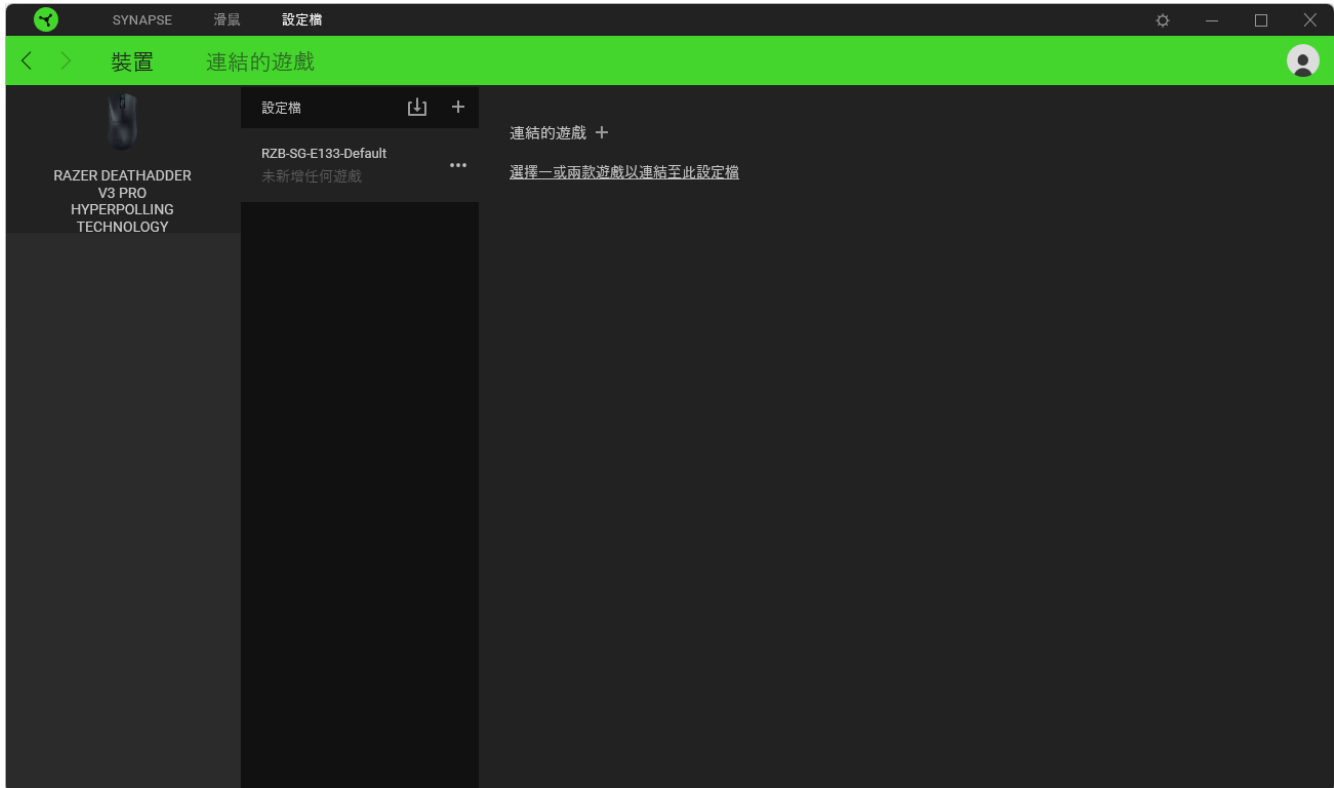 SYNAPSE 滑鼠 設定檔
裝置 連結的遊戲
RAZER DEATHADDER
V3 PRO
HYPERPOLLING
TECHNOLOGY
設定檔
RZB-SG-E133-Default
未新增任何遊戲
連結的遊戲
選擇一或兩款遊戲以連結至此設定檔